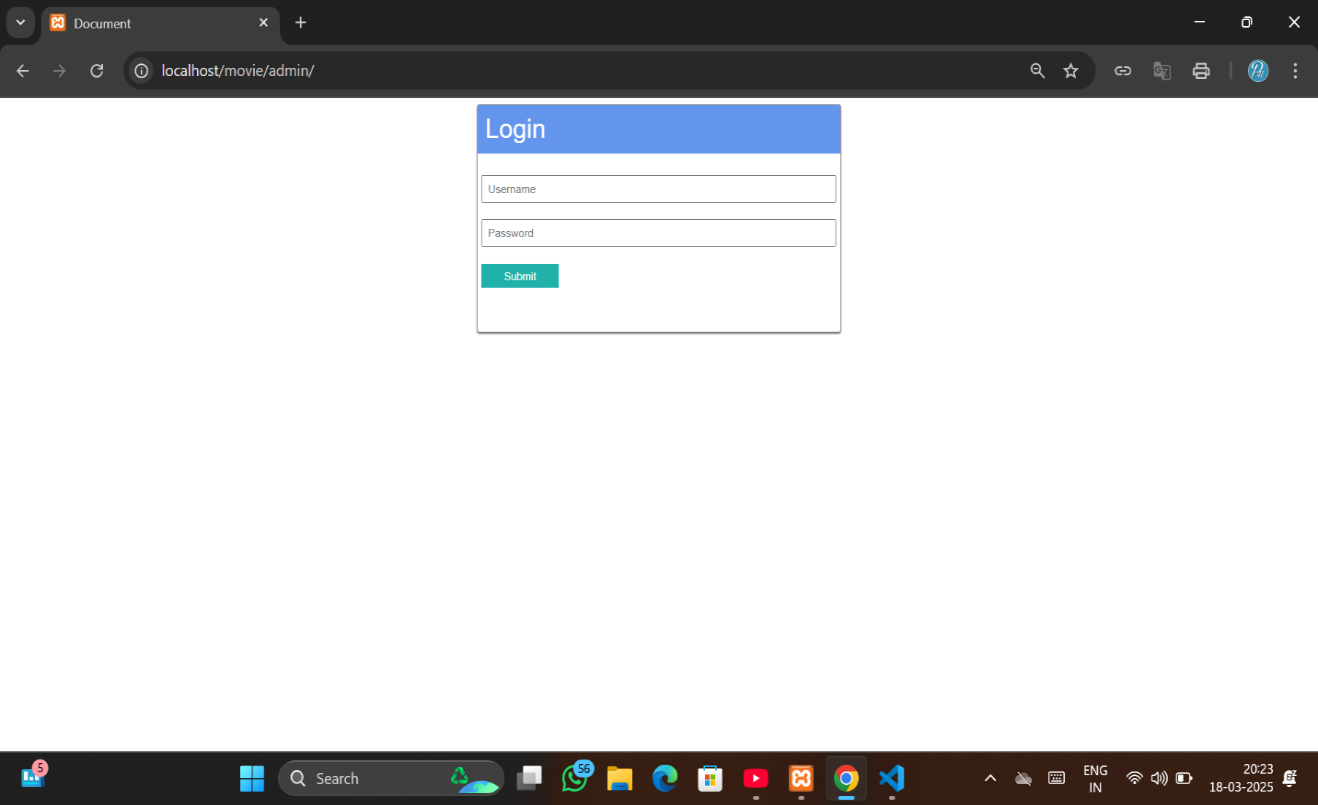 Document
localhost/movie/admin/
Login
Username
Password
Submit
5
Search
56
ENG
IN
20:23
18-03-2025